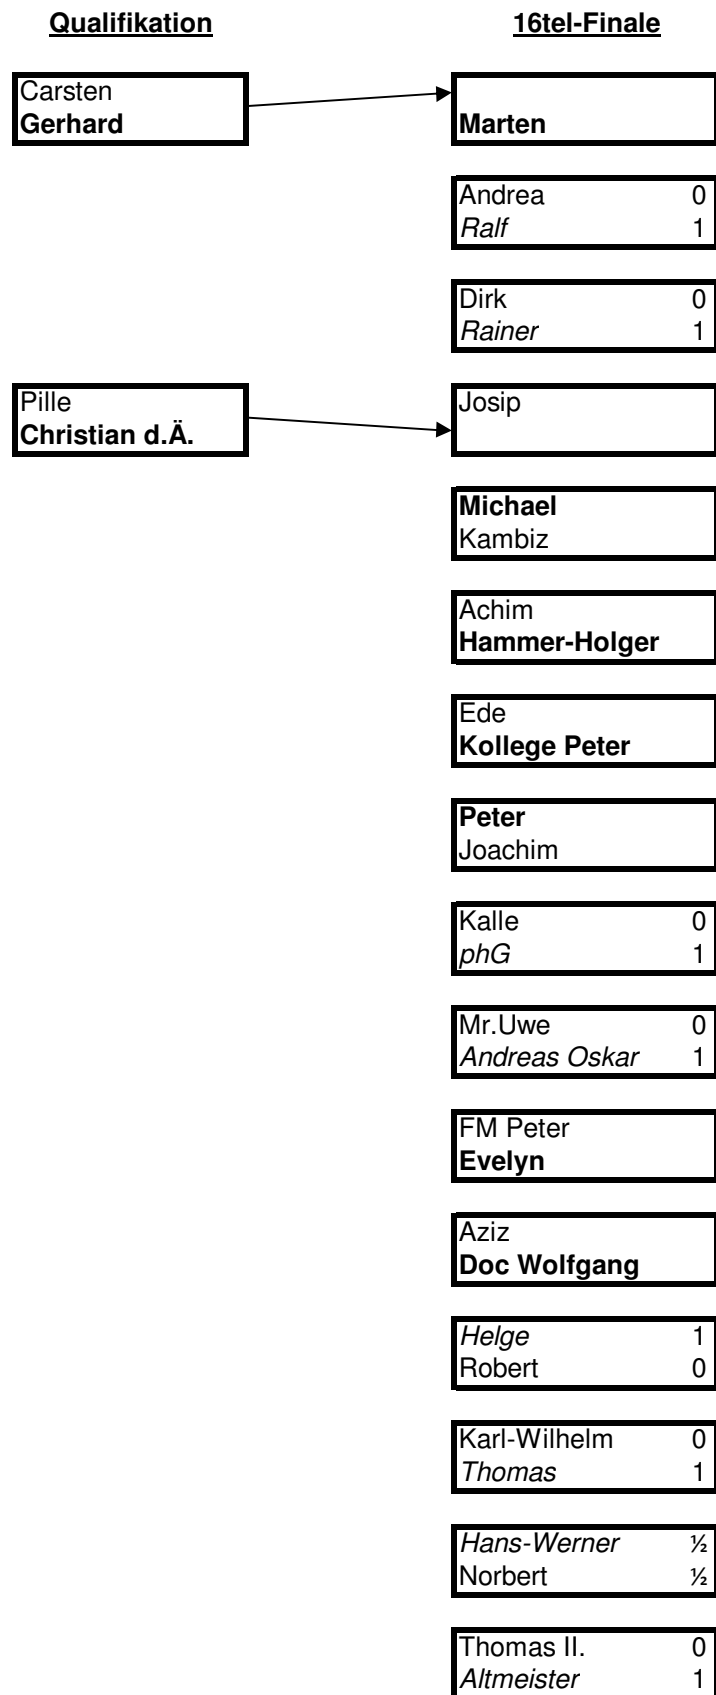 Qualifikation 16tel-Finale
Carsten
Gerhard Marten
Andrea 0
Ralf 1
Dirk 0
Rainer 1
Pille Josip
Christian d.Ä.
Michael
Kambiz
Achim
Hammer-Holger
Ede
Kollege Peter
Peter
Joachim
Kalle 0
phG 1
Mr.Uwe 0
Andreas Oskar 1
FM Peter
Evelyn
Aziz
Doc Wolfgang
Helge 1
Robert 0
Karl-Wilhelm 0
Thomas 1
Hans-Werner ½
Norbert ½
Thomas II. 0
Altmeister 1